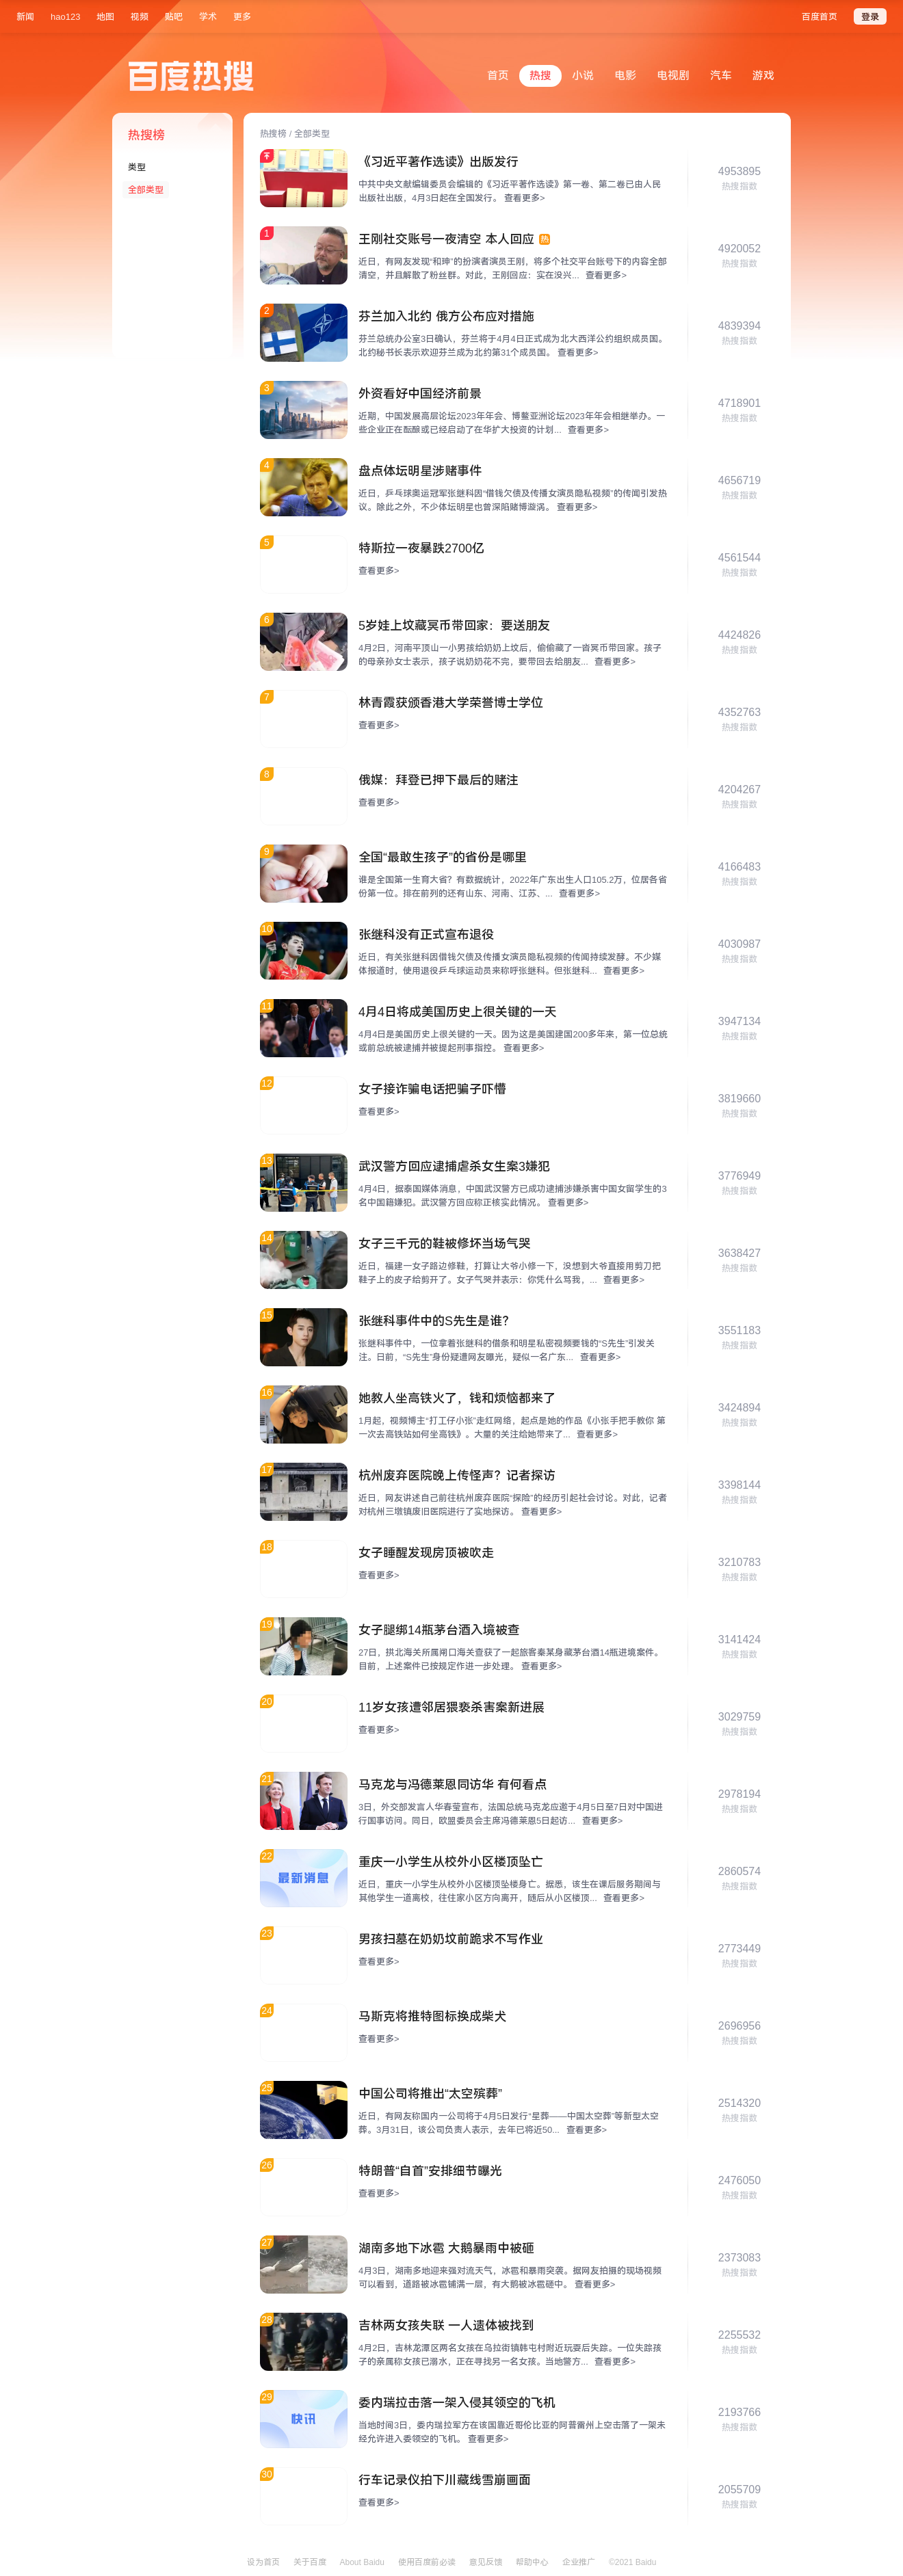 新闻 hao123 地图 视频 贴吧 学术 更多 百度首页 登录
百度热搜 首页 热搜 小说 电影 电视剧 汽车 游戏
热搜榜
类型
全部类型
热搜榜 / 全部类型
《习近平著作选读》出版发行
中共中央文献编辑委员会编辑的《习近平著作选读》第一卷、第二卷已由人民
出版社出版，4月3日起在全国发行。 查看更多>
4953895
热搜指数
1
王刚社交账号一夜清空 本人回应 热
近日，有网友发现“和珅”的扮演者演员王刚，将多个社交平台账号下的内容全部
清空，并且解散了粉丝群。对此，王刚回应：实在没兴... 查看更多>
4920052
热搜指数
2
芬兰加入北约 俄方公布应对措施
芬兰总统办公室3日确认，芬兰将于4月4日正式成为北大西洋公约组织成员国。
北约秘书长表示欢迎芬兰成为北约第31个成员国。 查看更多>
4839394
热搜指数
3
外资看好中国经济前景
近期，中国发展高层论坛2023年年会、博鳌亚洲论坛2023年年会相继举办。一
些企业正在酝酿或已经启动了在华扩大投资的计划... 查看更多>
4718901
热搜指数
4
盘点体坛明星涉赌事件
近日，乒乓球奥运冠军张继科因“借钱欠债及传播女演员隐私视频”的传闻引发热
议。除此之外，不少体坛明星也曾深陷赌博漩涡。 查看更多>
4656719
热搜指数
5
特斯拉一夜暴跌2700亿
查看更多>
4561544
热搜指数
6
5岁娃上坟藏冥币带回家：要送朋友
4月2日，河南平顶山一小男孩给奶奶上坟后，偷偷藏了一沓冥币带回家。孩子
的母亲孙女士表示，孩子说奶奶花不完，要带回去给朋友... 查看更多>
4424826
热搜指数
7
林青霞获颁香港大学荣誉博士学位
查看更多>
4352763
热搜指数
8
俄媒：拜登已押下最后的赌注
查看更多>
4204267
热搜指数
9
全国“最敢生孩子”的省份是哪里
谁是全国第一生育大省？有数据统计，2022年广东出生人口105.2万，位居各省
份第一位。排在前列的还有山东、河南、江苏、... 查看更多>
4166483
热搜指数
10
张继科没有正式宣布退役
近日，有关张继科因借钱欠债及传播女演员隐私视频的传闻持续发酵。不少媒
体报道时，使用退役乒乓球运动员来称呼张继科。但张继科... 查看更多>
4030987
热搜指数
11
4月4日将成美国历史上很关键的一天
4月4日是美国历史上很关键的一天。因为这是美国建国200多年来，第一位总统
或前总统被逮捕并被提起刑事指控。 查看更多>
3947134
热搜指数
12
女子接诈骗电话把骗子吓懵
查看更多>
3819660
热搜指数
13
武汉警方回应逮捕虐杀女生案3嫌犯
4月4日，据泰国媒体消息，中国武汉警方已成功逮捕涉嫌杀害中国女留学生的3
名中国籍嫌犯。武汉警方回应称正核实此情况。 查看更多>
3776949
热搜指数
14
女子三千元的鞋被修坏当场气哭
近日，福建一女子路边修鞋，打算让大爷小修一下，没想到大爷直接用剪刀把
鞋子上的皮子给剪开了。女子气哭并表示：你凭什么骂我，... 查看更多>
3638427
热搜指数
15
张继科事件中的S先生是谁？
张继科事件中，一位拿着张继科的借条和明星私密视频要钱的“S先生”引发关
注。日前，“S先生”身份疑遭网友曝光，疑似一名广东... 查看更多>
3551183
热搜指数
16
她教人坐高铁火了，钱和烦恼都来了
1月起，视频博主“打工仔小张”走红网络，起点是她的作品《小张手把手教你 第
一次去高铁站如何坐高铁》。大量的关注给她带来了... 查看更多>
3424894
热搜指数
17
杭州废弃医院晚上传怪声？记者探访
近日，网友讲述自己前往杭州废弃医院“探险”的经历引起社会讨论。对此，记者
对杭州三墩镇废旧医院进行了实地探访。 查看更多>
3398144
热搜指数
18
女子睡醒发现房顶被吹走
查看更多>
3210783
热搜指数
19
女子腿绑14瓶茅台酒入境被查
27日，拱北海关所属闸口海关查获了一起旅客秦某身藏茅台酒14瓶进境案件。
目前，上述案件已按规定作进一步处理。 查看更多>
3141424
热搜指数
20
11岁女孩遭邻居猥亵杀害案新进展
查看更多>
3029759
热搜指数
21
马克龙与冯德莱恩同访华 有何看点
3日，外交部发言人华春莹宣布，法国总统马克龙应邀于4月5日至7日对中国进
行国事访问。同日，欧盟委员会主席冯德莱恩5日起访... 查看更多>
2978194
热搜指数
22
最新消息
重庆一小学生从校外小区楼顶坠亡
近日，重庆一小学生从校外小区楼顶坠楼身亡。据悉，该生在课后服务期间与
其他学生一道离校，往住家小区方向离开，随后从小区楼顶... 查看更多>
2860574
热搜指数
23
男孩扫墓在奶奶坟前跪求不写作业
查看更多>
2773449
热搜指数
24
马斯克将推特图标换成柴犬
查看更多>
2696956
热搜指数
25
中国公司将推出“太空殡葬”
近日，有网友称国内一公司将于4月5日发行“星葬——中国太空葬”等新型太空
葬。3月31日，该公司负责人表示，去年已将近50... 查看更多>
2514320
热搜指数
26
特朗普“自首”安排细节曝光
查看更多>
2476050
热搜指数
27
湖南多地下冰雹 大鹅暴雨中被砸
4月3日，湖南多地迎来强对流天气，冰雹和暴雨突袭。据网友拍摄的现场视频
可以看到，道路被冰雹铺满一层，有大鹅被冰雹砸中。 查看更多>
2373083
热搜指数
28
吉林两女孩失联 一人遗体被找到
4月2日，吉林龙潭区两名女孩在乌拉街镇韩屯村附近玩耍后失踪。一位失踪孩
子的亲属称女孩已溺水，正在寻找另一名女孩。当地警方... 查看更多>
2255532
热搜指数
29
快讯
委内瑞拉击落一架入侵其领空的飞机
当地时间3日，委内瑞拉军方在该国靠近哥伦比亚的阿普雷州上空击落了一架未
经允许进入委领空的飞机。 查看更多>
2193766
热搜指数
30
行车记录仪拍下川藏线雪崩画面
查看更多>
2055709
热搜指数
设为首页 关于百度 About Baidu 使用百度前必读 意见反馈 帮助中心 企业推广 ©2021 Baidu